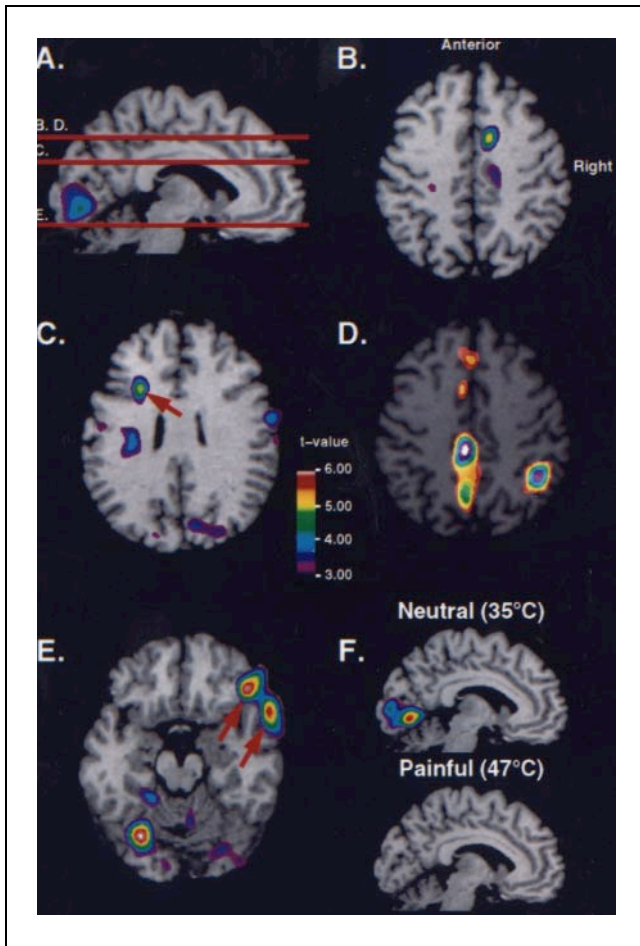 A.
B. D.
C.
E.
B.
Anterior
Right
C.
D.
t-value
6.00
5.00
4.00
3.00
E.
Neutral (35°C)
F.
Painful (47°C)